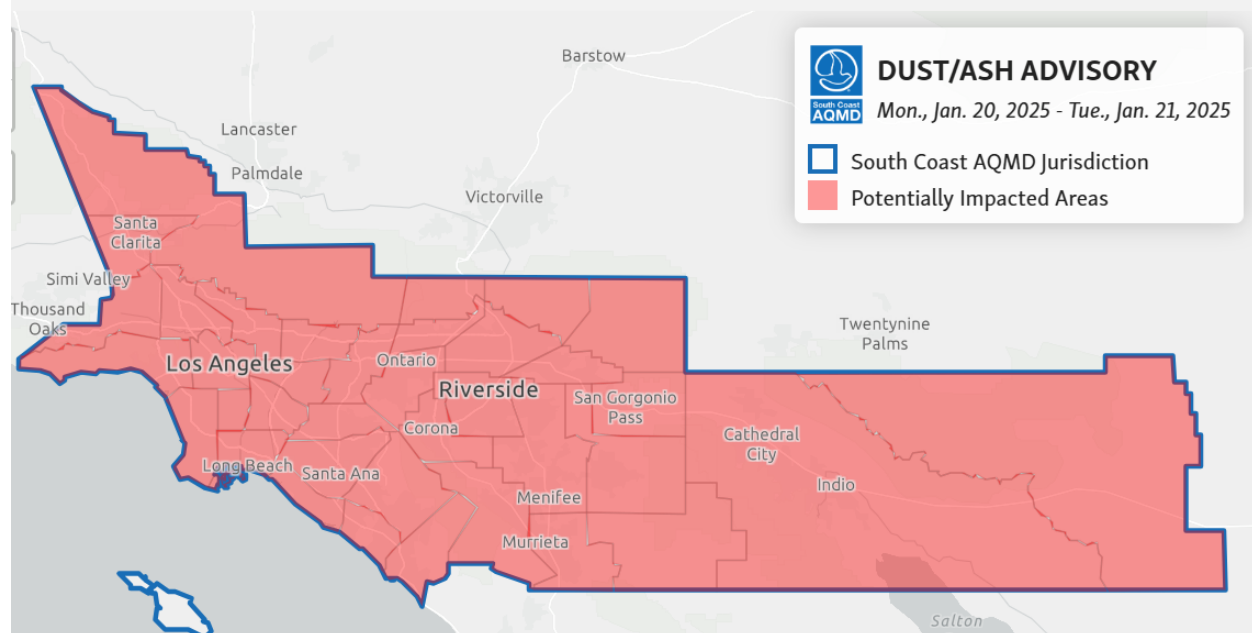 Barstow
DUST/ASH ADVISORY
South Coast
AQMD
Mon., Jan. 20, 2025 - Tue., Jan. 21, 2025
South Coast AQMD Jurisdiction
Potentially Impacted Areas
Lancaster
Palmdale
Victorville
Santa
Clarita
Simi Valley
Thousand
Oaks
Twentynine
Palms
Los Angeles
Ontario
Riverside
San Gorgonio
Pass
Corona
Cathedral
City
Long Beach
Santa Ana
Indio
Menifee
Murrieta
Salton